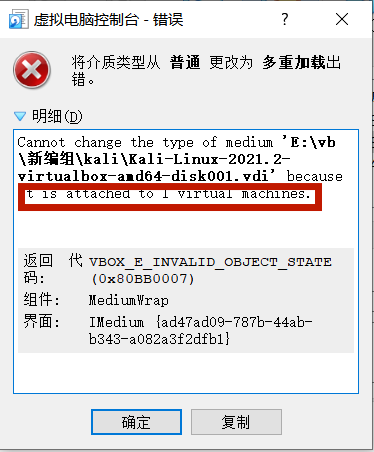 虚拟电脑控制台 - 错误
? ×
将介质类型从 普通 更改为 多重加载出
错。
明细(D)
Cannot change the type of medium 'E:\vb
\新编组\kali\Kali-Linux-2021.2-
virtualbox-amd64-disk001.vdi' because
it is attached to 1 virtual machines.
返回 代 VBOX_E_INVALID_OBJECT_STATE
码: (0x80BB0007)
组件: MediumWrap
界面: IMedium {ad47ad09-787b-44ab-
b343-a082a3f2dfb1}
确定 复制